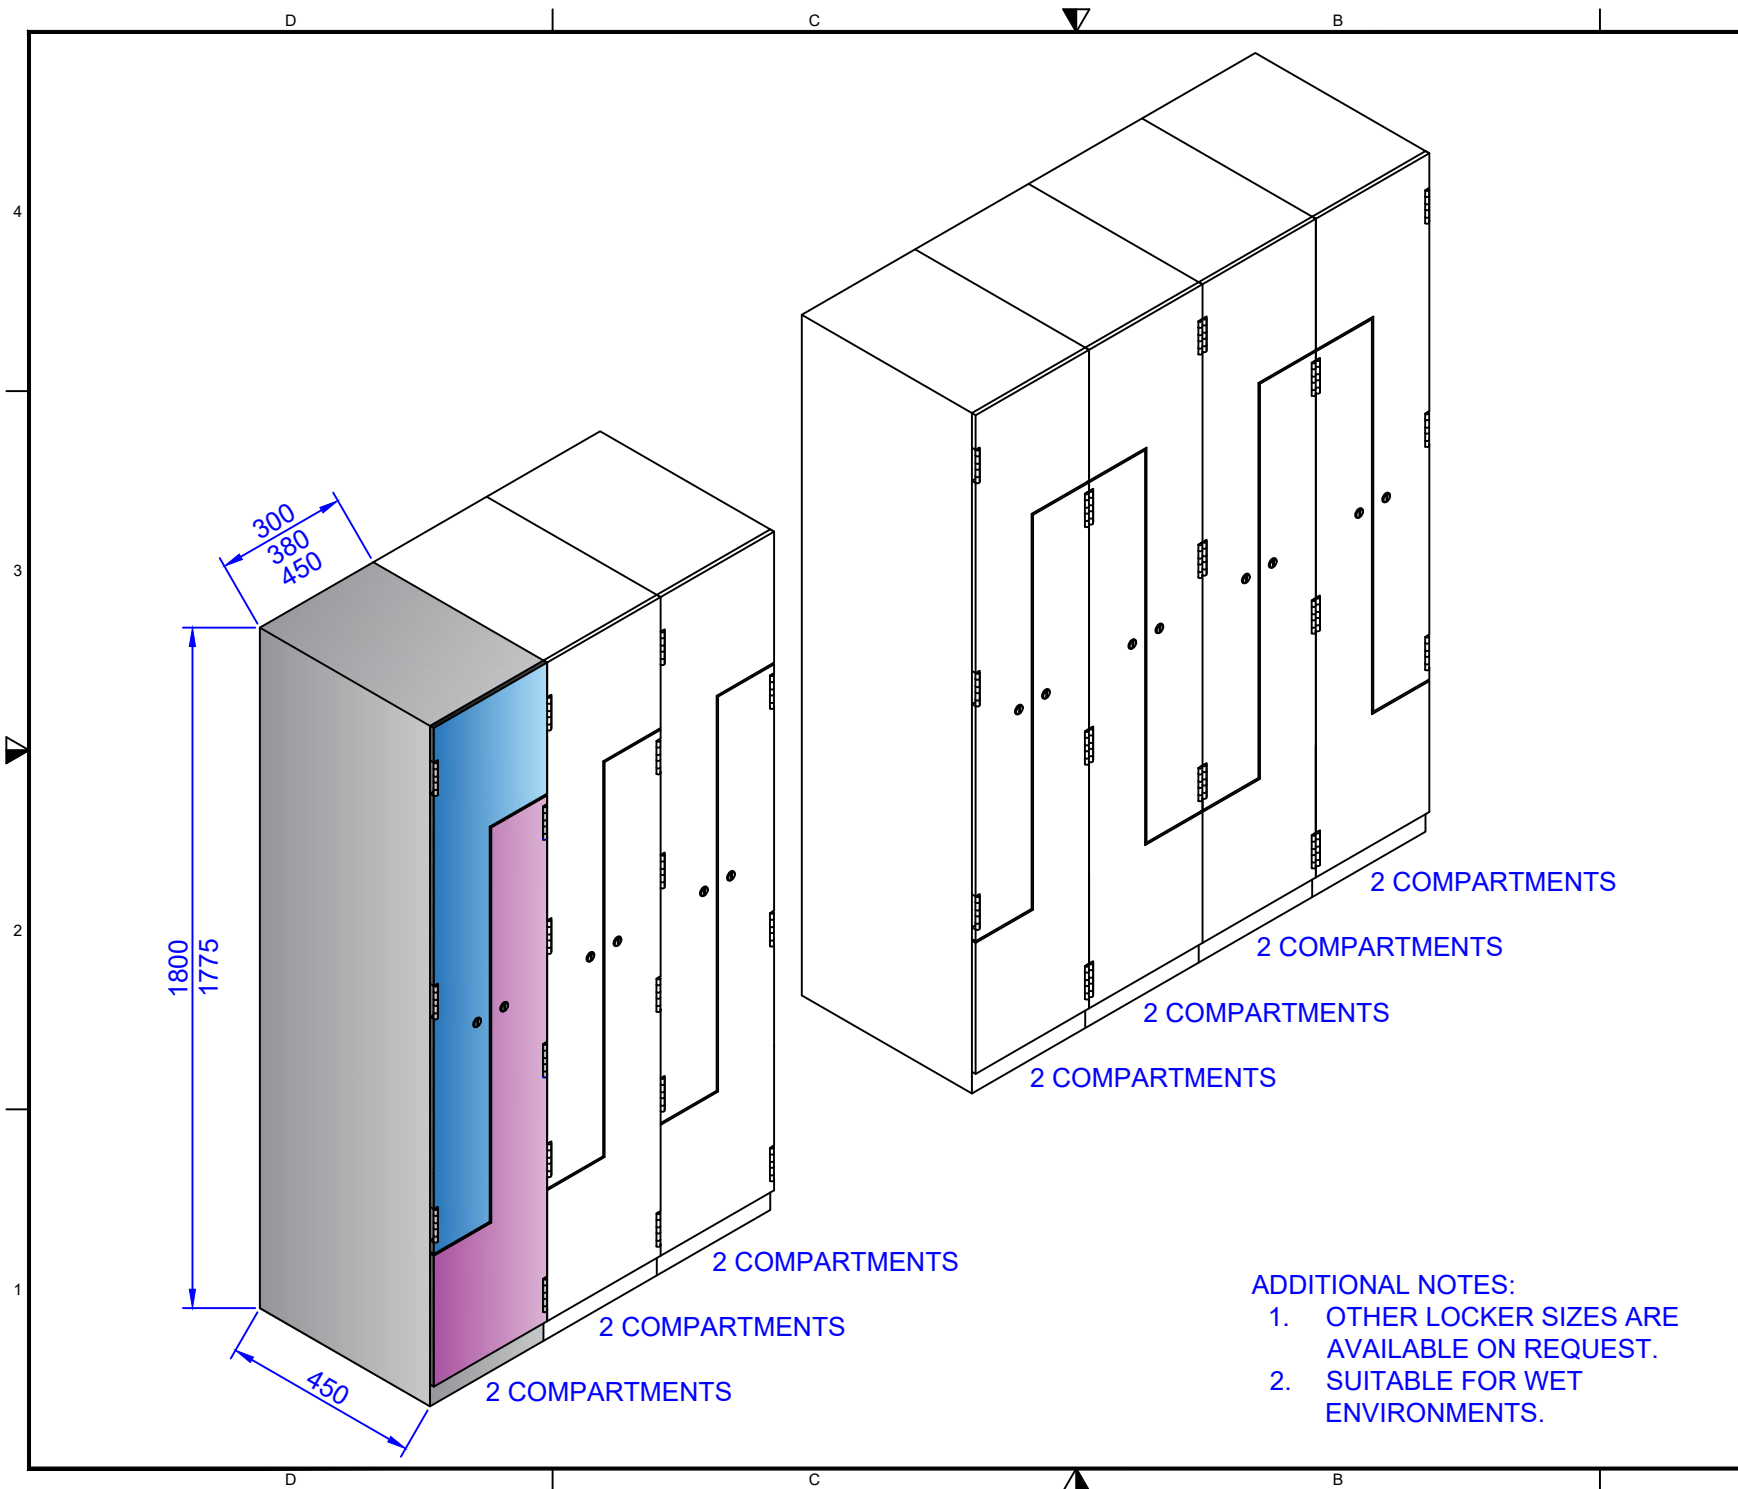 D C B
4
3
2
1
300
380
450
1800
1775
450
2 COMPARTMENTS
2 COMPARTMENTS
2 COMPARTMENTS
2 COMPARTMENTS
2 COMPARTMENTS
2 COMPARTMENTS
2 COMPARTMENTS
ADDITIONAL NOTES:
1. OTHER LOCKER SIZES ARE
AVAILABLE ON REQUEST.
2. SUITABLE FOR WET
ENVIRONMENTS.
D C B